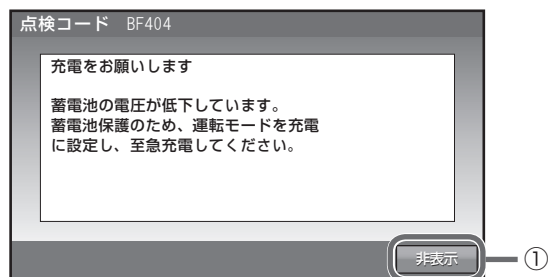 点検コード BF404
充電をお願いします
蓄電池の電圧が低下しています。
蓄電池保護のため、運転モードを充電
に設定し、至急充電してください。
非表示
①